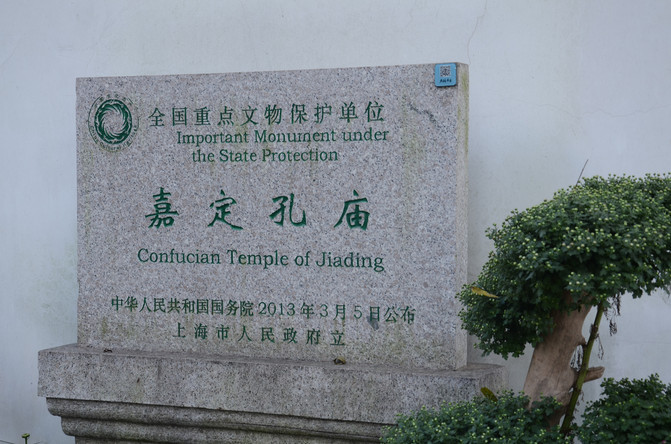 全国重点文物保护单位
Important Monument under
the State Protection
嘉定孔庙
Confucian Temple of Jiading
中华人民共和国国务院 2013年3月5日公布
上海市人民政府立